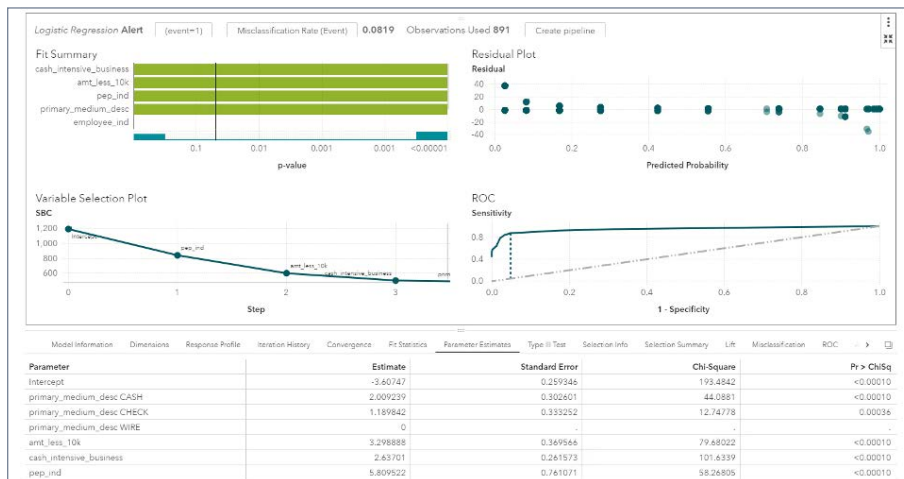 Logistic Regression Alert (event=1) Misclassification Rate (Event) 0.0819 Observations Used 891 Create pipeline
Fit Summary
cash_intensive_business
amt_less_10k
pep_ind
primary_medium_desc
employee_ind
0.1 0.01 0.001 0.001 <0.00001
p-value
Residual Plot
Residual
40
20
0
-20
-40
0.0 0.2 0.4 0.6 0.8 1.0
Predicted Probability
Variable Selection Plot
SBC
1,200
1,000
800
600
Intercept
pep_ind
amt_less_10k
cash_intensive_business
0 1 2 3
Step
ROC
Sensitivity
0.8
0.4
0.0
0.0 0.2 0.4 0.6 0.8 1.0
1 - Specificity
Model Information Dimensions Response Profile Iteration History Convergence Fit Statistics Parameter Estimates Type III Test Selection Info Selection Summary Lift Misclassification ROC
Parameter Estimate Standard Error Chi-Square Pr > ChiSq
Intercept -3.60747 0.259346 193.4842 <0.00010
primary_medium_desc CASH 2.009239 0.302601 44.0881 <0.00010
primary_medium_desc CHECK 1.189842 0.333252 12.74778 0.00036
primary_medium_desc WIRE 0 . . .
amt_less_10k 3.298888 0.369566 79.68022 <0.00010
cash_intensive_business 2.63701 0.261573 101.6339 <0.00010
pep_ind 5.809522 0.761071 58.26805 <0.00010